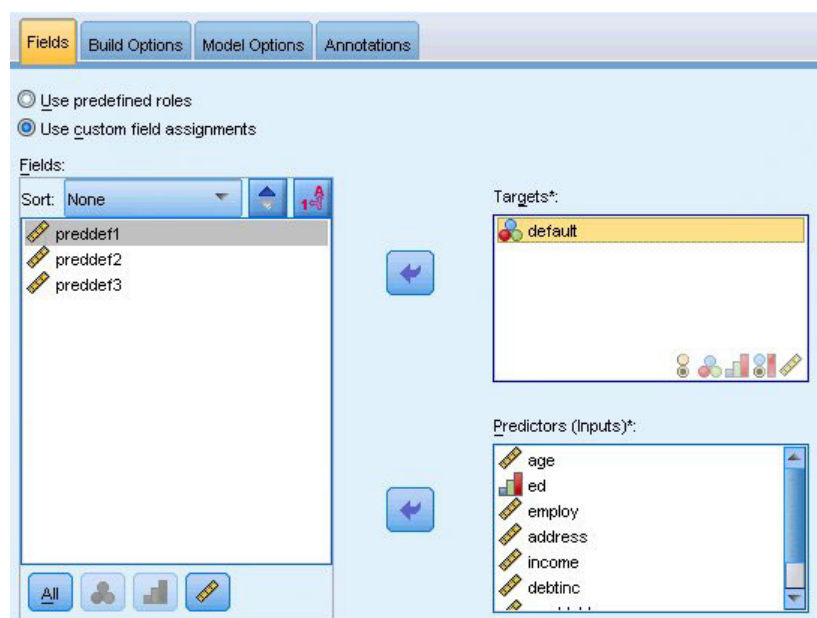 Fields Build Options Model Options Annotations
Use predefined roles
Use custom field assignments
Fields:
Sort: None
preddef1
preddef2
preddef3
All
Targets*:
default
Predictors (Inputs)*:
age
ed
employ
address
income
debtinc